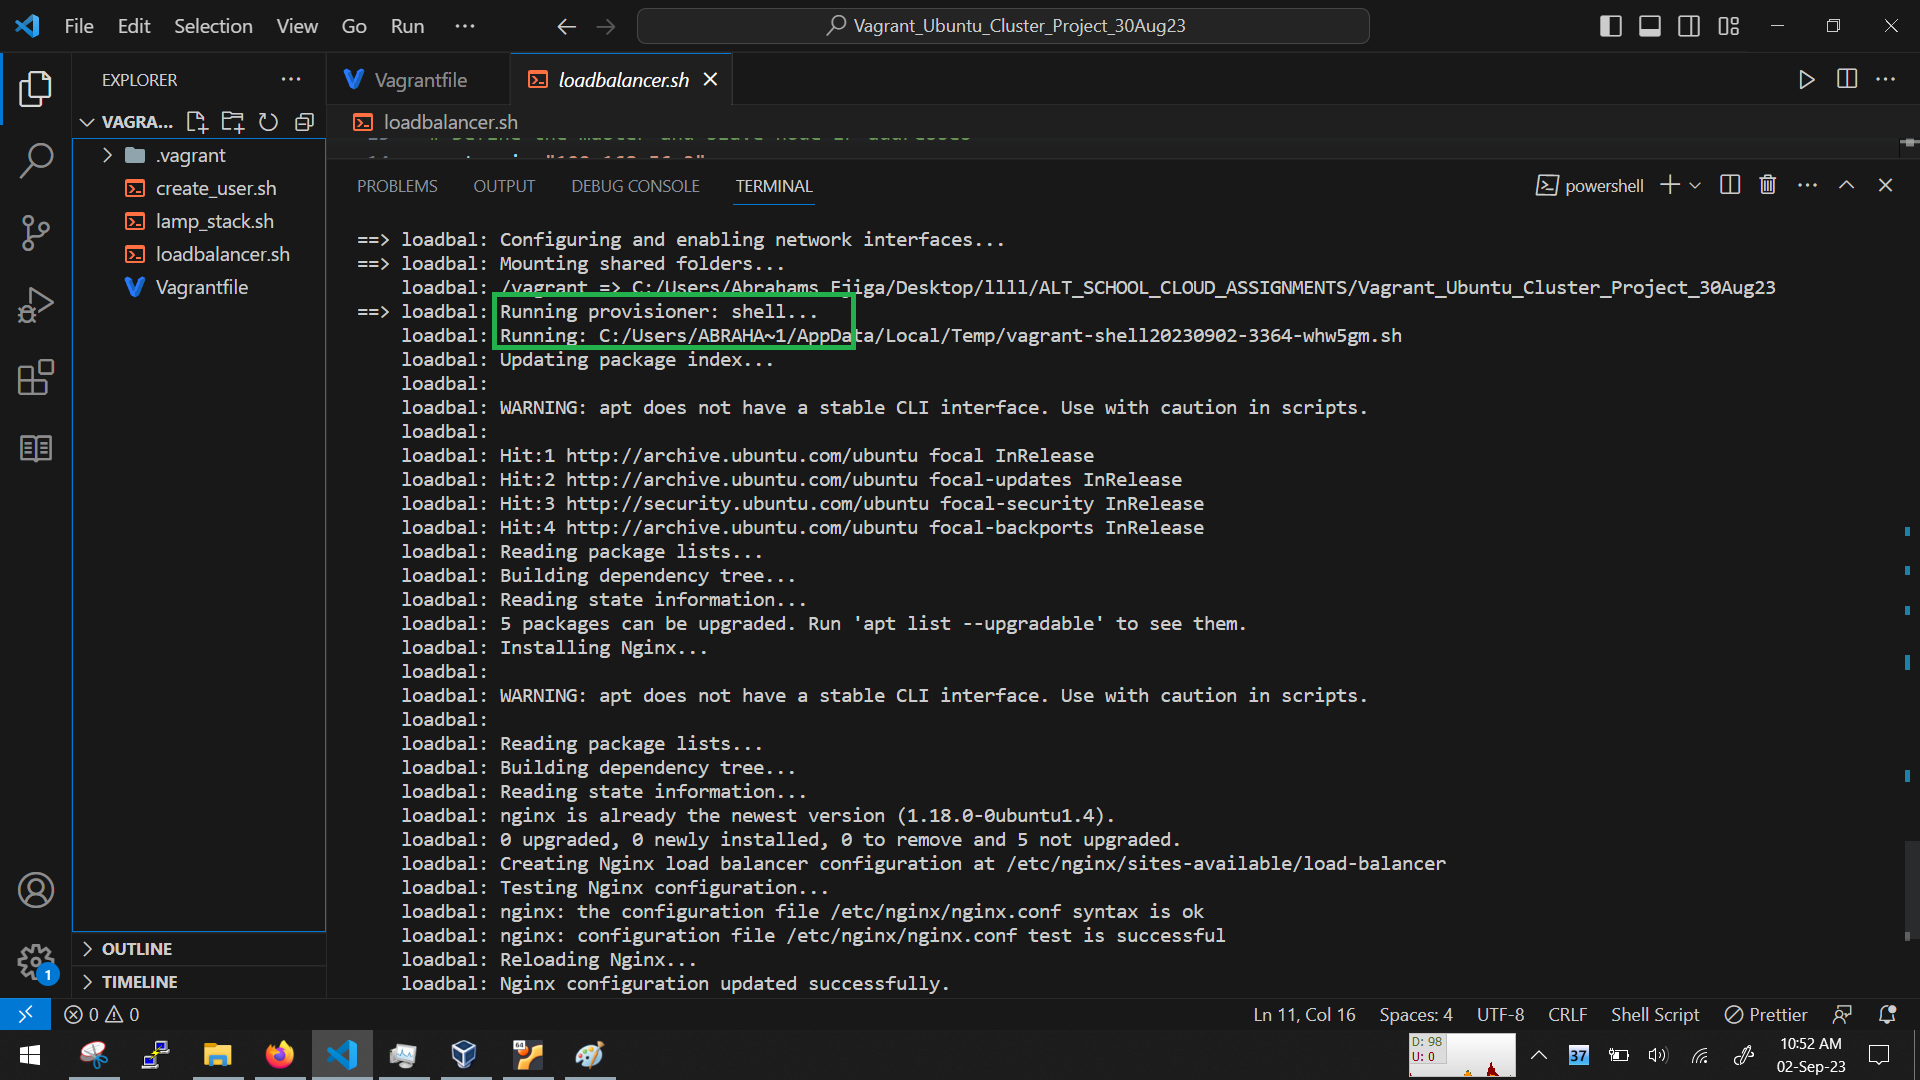 File Edit Selection View Go Run ··· Vagrant_Ubuntu_Cluster_Project_30Aug23
EXPLORER
Vagrantfile
loadbalancer.sh
VAGRA...
loadbalancer.sh
.vagrant
create_user.sh
lamp_stack.sh
loadbalancer.sh
Vagrantfile
PROBLEMS OUTPUT DEBUG CONSOLE TERMINAL powershell
==> loadbal: Configuring and enabling network interfaces...
==> loadbal: Mounting shared folders...
loadbal: /vagrant => C:/Users/Abrahams Ejiga/Desktop/llll/ALT_SCHOOL_CLOUD_ASSIGNMENTS/Vagrant_Ubuntu_Cluster_Project_30Aug23
==> loadbal: Running provisioner: shell...
loadbal: Running: C:/Users/ABRAHA~1/AppData/Local/Temp/vagrant-shell20230902-3364-whw5gm.sh
loadbal: Updating package index...
loadbal:
loadbal: WARNING: apt does not have a stable CLI interface. Use with caution in scripts.
loadbal:
loadbal: Hit:1 http://archive.ubuntu.com/ubuntu focal InRelease
loadbal: Hit:2 http://archive.ubuntu.com/ubuntu focal-updates InRelease
loadbal: Hit:3 http://security.ubuntu.com/ubuntu focal-security InRelease
loadbal: Hit:4 http://archive.ubuntu.com/ubuntu focal-backports InRelease
loadbal: Reading package lists...
loadbal: Building dependency tree...
loadbal: Reading state information...
loadbal: 5 packages can be upgraded. Run 'apt list --upgradable' to see them.
loadbal: Installing Nginx...
loadbal:
loadbal: WARNING: apt does not have a stable CLI interface. Use with caution in scripts.
loadbal:
loadbal: Reading package lists...
loadbal: Building dependency tree...
loadbal: Reading state information...
loadbal: nginx is already the newest version (1.18.0-0ubuntu1.4).
loadbal: 0 upgraded, 0 newly installed, 0 to remove and 5 not upgraded.
loadbal: Creating Nginx load balancer configuration at /etc/nginx/sites-available/load-balancer
loadbal: Testing Nginx configuration...
loadbal: nginx: the configuration file /etc/nginx/nginx.conf syntax is ok
loadbal: nginx: configuration file /etc/nginx/nginx.conf test is successful
loadbal: Reloading Nginx...
loadbal: Nginx configuration updated successfully.
OUTLINE
TIMELINE
1
0 0 Ln 11, Col 16 Spaces: 4 UTF-8 CRLF Shell Script Prettier
D: 98
U: 0
64
37
10:52 AM
02-Sep-23